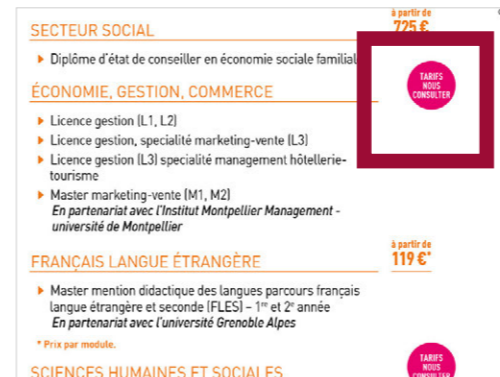 à partir de
SECTEUR SOCIAL
725 €
Diplôme d'état de conseiller en économie sociale
TARIFS
NOUS
CONSULTER
ÉCONOMIE, GESTION, COMMERCE
Licence gestion (L1, L2)
Licence gestion, specialité marketing-vente (L3)
Licence gestion (L3) specialité management hôtellerie-
tourisme
Master marketing-vente (M1, M2)
En partenariat avec l'Institut Montpellier Management -
université de Montpellier
à partir de
FRANÇAIS LANGUE ÉTRANGÈRE
119 €*
Master mention didactique des langues parcours français
langue étrangère et seconde (FLES) – 1re et 2e année
En partenariat avec l'université Grenoble Alpes
* Prix par module.
TARIFS
NOUS
CONSULTER
SCIENCES HUMAINES ET SOCIALES